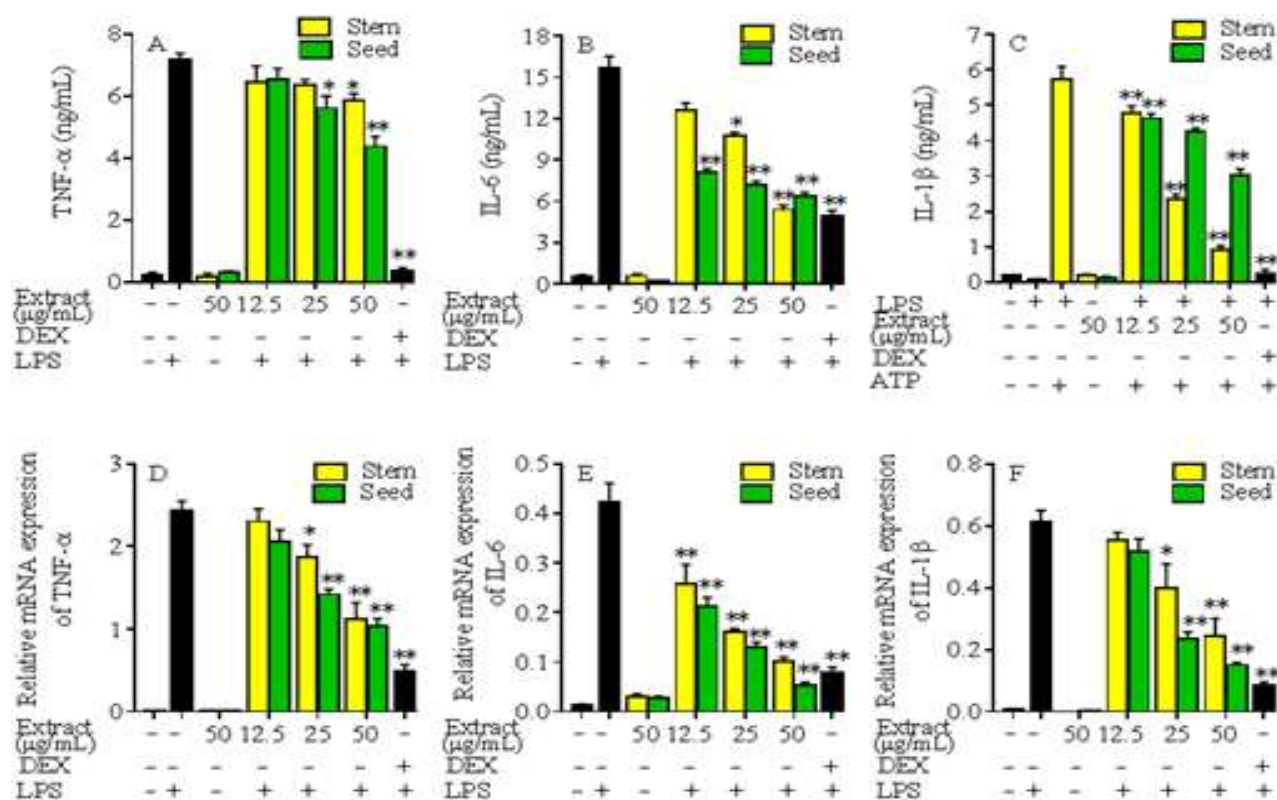 A
Stem
Seed
TNF-α (ng/mL)
8
6
4
2
0
* * ** **
Extract (μg/mL) - - 50 12.5 25 50 -
DEX - - - - - - +
LPS - + - + + + +
B
Stem
Seed
IL-6 (ng/mL)
18
15
12
9
6
3
0
** * ** ** ** **
Extract (μg/mL) - - 50 12.5 25 50 -
DEX - - - - - - +
LPS - + - + + + +
C
Stem
Seed
IL-1β (ng/mL)
7
6
5
4
3
2
1
0
** ** ** ** ** ** **
LPS - + + - + + + +
Extract (μg/mL) - - - 50 12.5 25 50 -
DEX - - - - - - - +
ATP - - + - + + + +
D
Stem
Seed
Relative mRNA expression
of TNF-α
3
2
1
0
* ** ** ** **
Extract (μg/mL) - - 50 12.5 25 50 -
DEX - - - - - - +
LPS - + - + + + +
E
Stem
Seed
Relative mRNA expression
of IL-6
0.5
0.4
0.3
0.2
0.1
0.0
** ** ** ** ** ** **
Extract (μg/mL) - - 50 12.5 25 50 -
DEX - - - - - - +
LPS - + - + + + +
F
Stem
Seed
Relative mRNA expression
of IL-1β
0.8
0.6
0.4
0.2
0.0
* ** ** ** **
Extract (μg/mL) - - 50 12.5 25 50 -
DEX - - - - - - +
LPS - + - + + + +